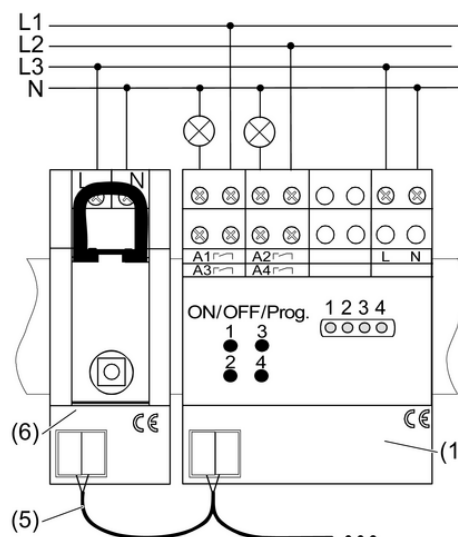 L1
L2
L3
N
L N
A1 A2
A3 A4
L N
ON/OFF/Prog.
1 3
2 4
1 2 3 4
(6)
CE
CE
(1
(5)